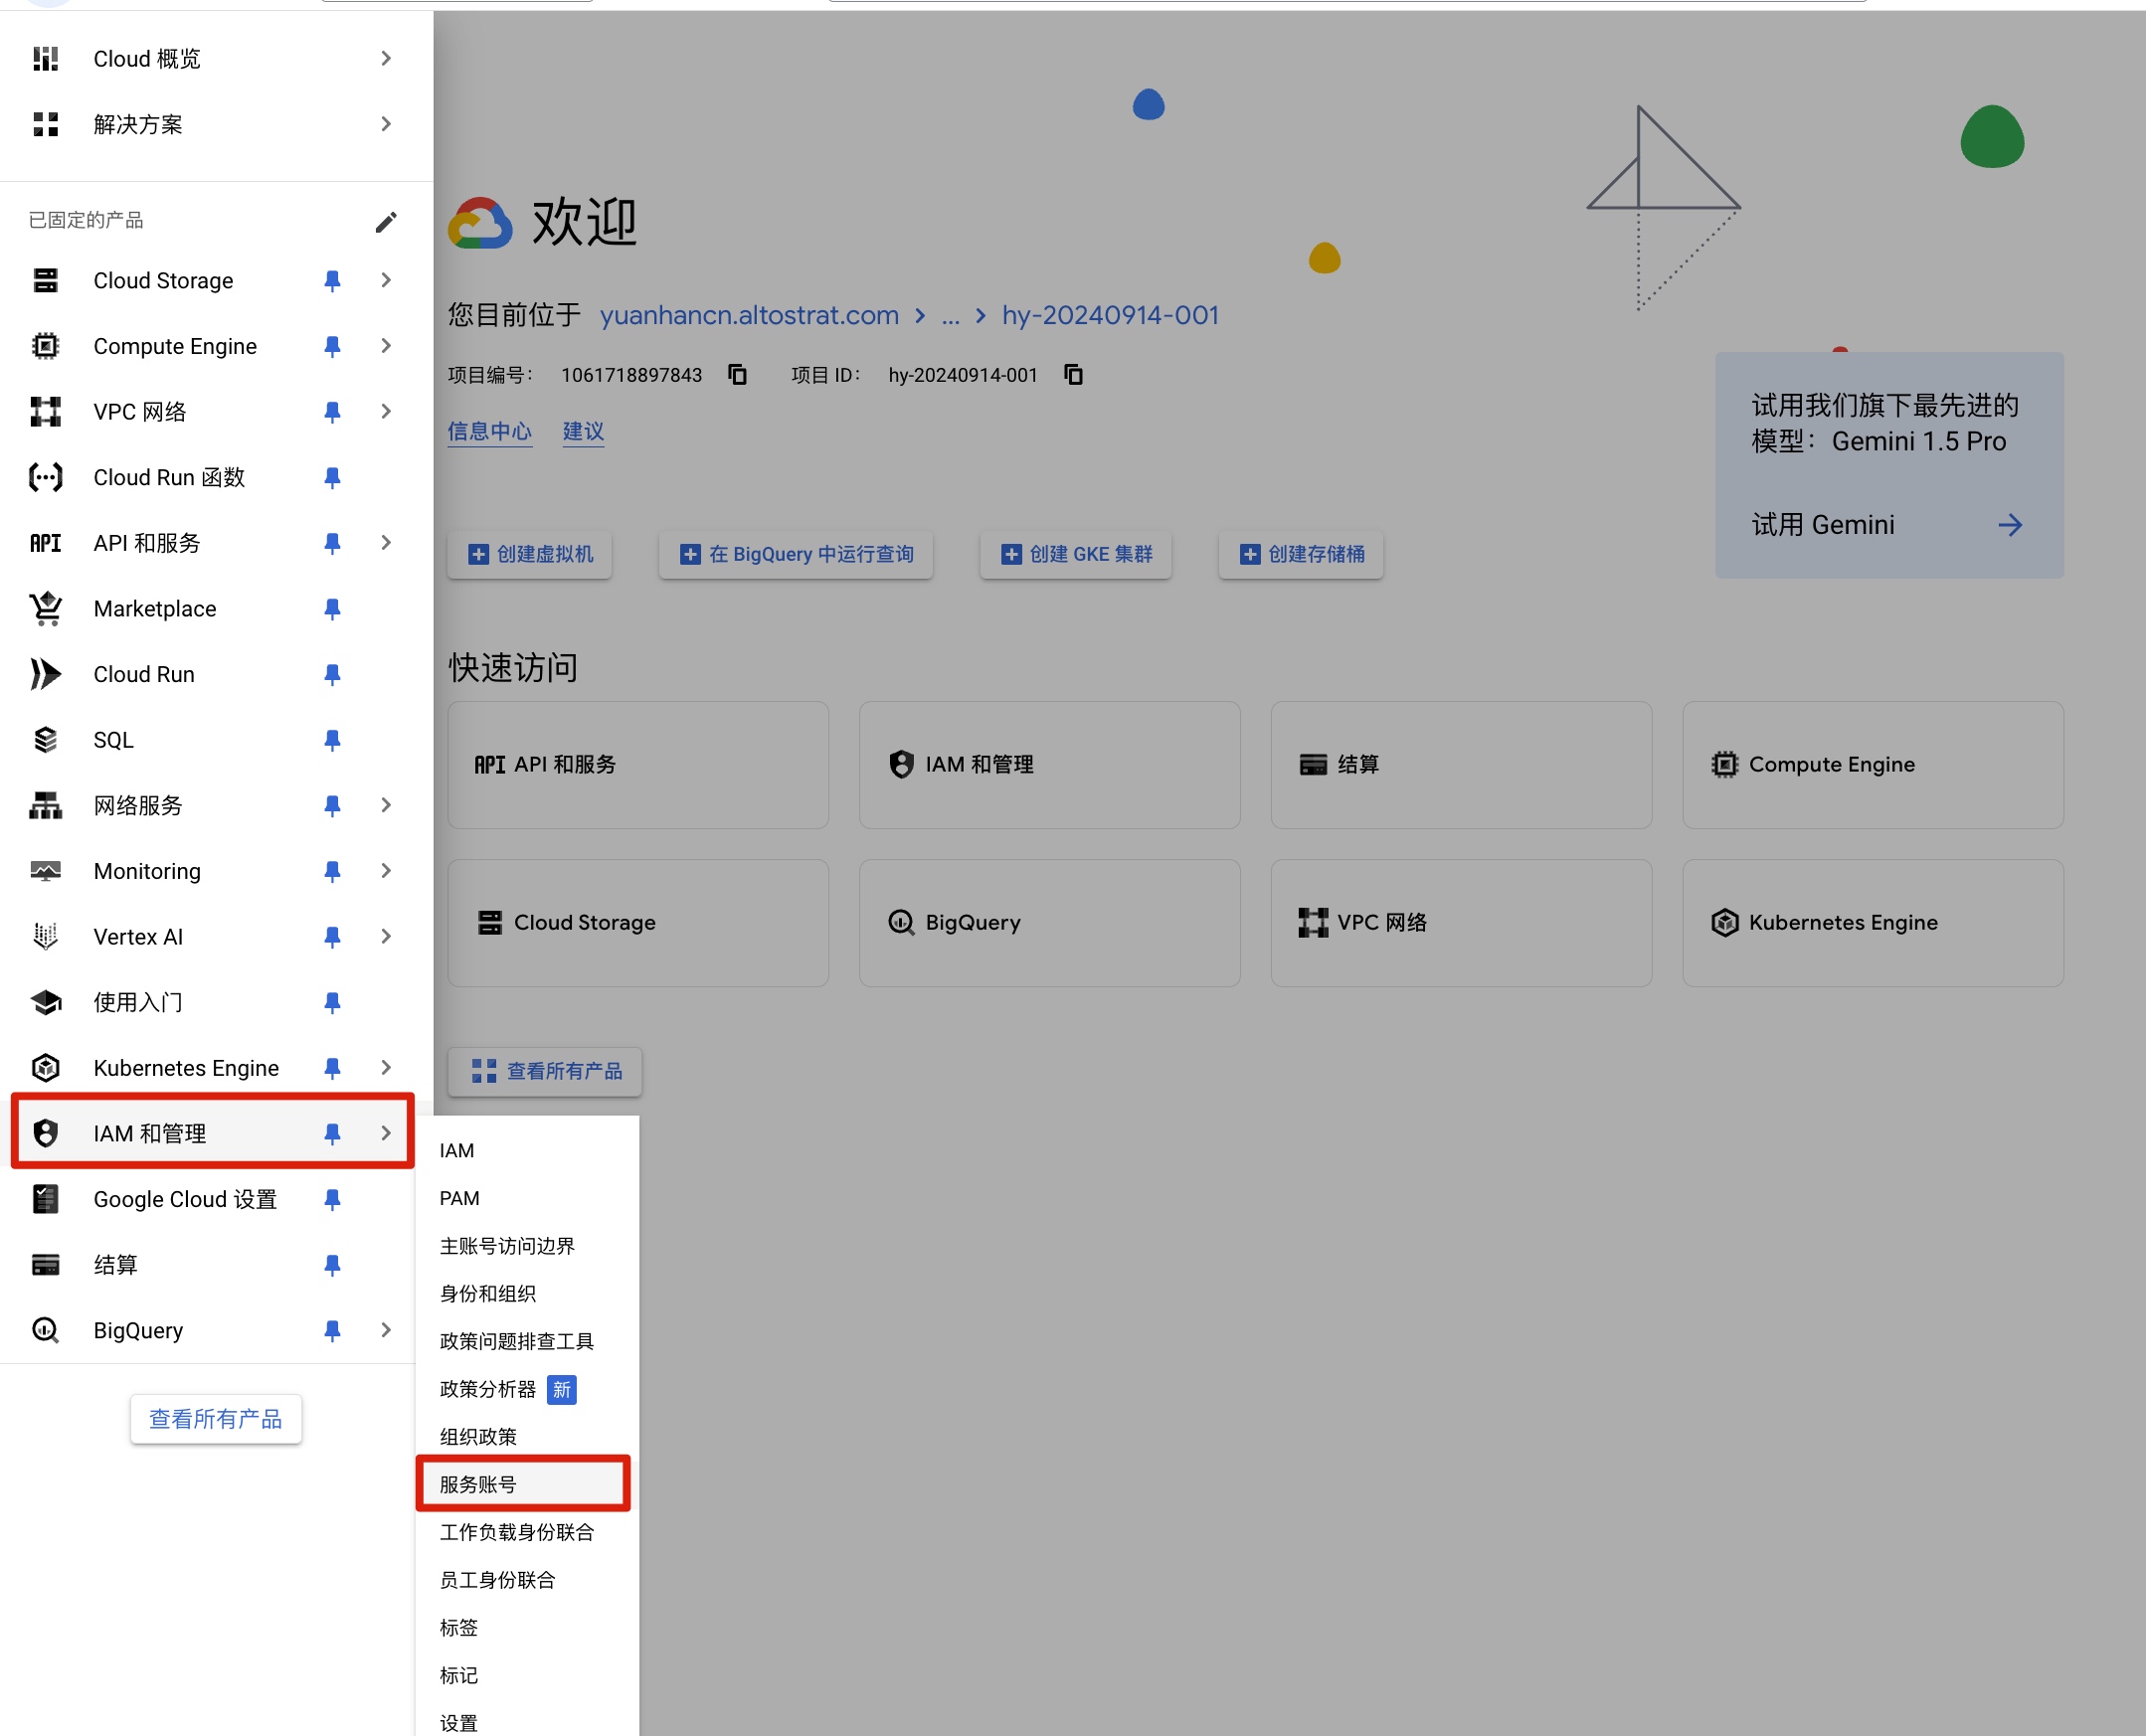 Cloud 概览
解决方案
已固定的产品
Cloud Storage
Compute Engine
VPC 网络
Cloud Run 函数
API 和服务
Marketplace
Cloud Run
SQL
网络服务
Monitoring
Vertex AI
使用入门
Kubernetes Engine
IAM 和管理
Google Cloud 设置
结算
BigQuery
查看所有产品
IAM
PAM
主账号访问边界
身份和组织
政策问题排查工具
政策分析器 新
组织政策
服务账号
工作负载身份联合
员工身份联合
标签
标记
设置
欢迎
您目前位于 yuanhancn.altostrat.com > ... > hy-20240914-001
项目编号: 1061718897843 项目 ID: hy-20240914-001
信息中心 建议
试用我们旗下最先进的
模型: Gemini 1.5 Pro
试用 Gemini
创建虚拟机 在 BigQuery 中运行查询 创建 GKE 集群 创建存储桶
快速访问
API API 和服务 IAM 和管理 结算 Compute Engine
Cloud Storage BigQuery VPC 网络 Kubernetes Engine
查看所有产品